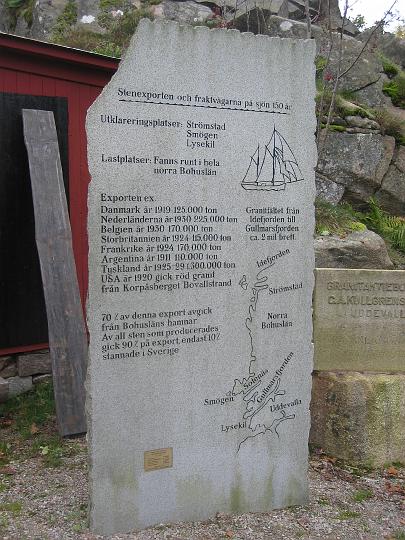 Stenexporten och fraktvägarna på sjön 150 år
Utklareringsplatser: Strömstad
Smögen
Lysekil
Lastplatser: Fanns runt i hela
norra Bohuslän
Exporten ex.
Danmark år 1919 125.000 ton
Nederländerna år 1930 225.000 ton
Belgien år 1930 170.000 ton
Storbritannien år 1924 115.000 ton
Frankrike år 1924 170.000 ton
Argentina år 1911 110.000 ton
Tyskland år 1925-29 1.500.000 ton
USA år 1920 gick röd granit
från Korpåsberget Bovallstrand
70% av denna export avgick
från Bohusläns hamnar.
Av all sten som producerades
gick 90% på export, endast 10%
stannade i Sverige
Granitfältet från
Idefjorden till
Gullmarsfjorden
ca. 2 mil brett.
Idefjorden
Strömstad
Norra
Bohuslän
Sotenäs
Gullmarsfjorden
Smögen
Uddevalla
Lysekil
GRANITAKTIEBO
C.A. KULLGRENS
UDDEVALL